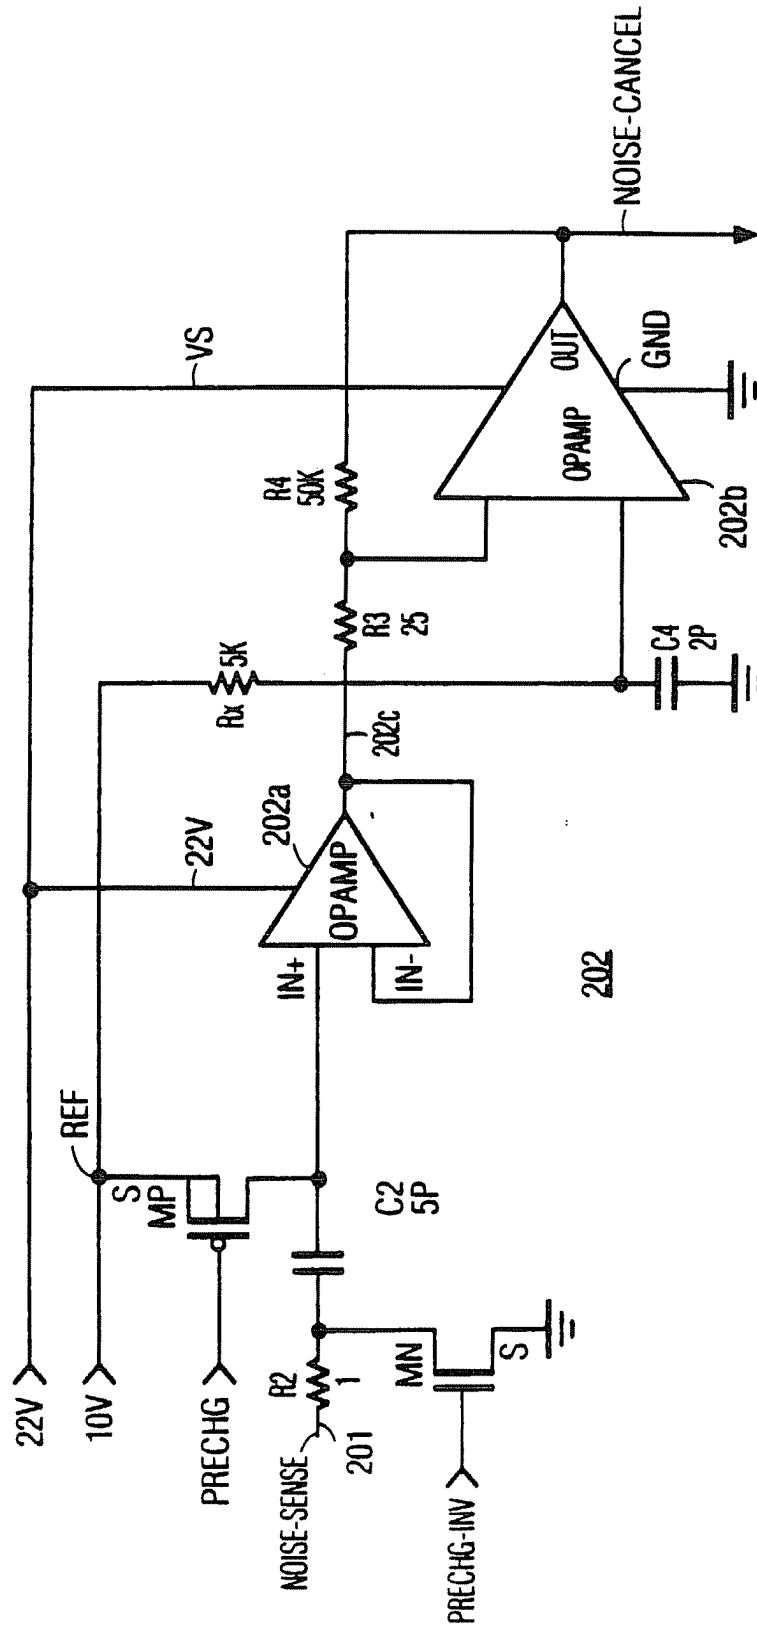 22V
10V
PRECHG
NOISE-SENSE
201
PRECHG-INV
R2
1
MN
S
REF
S
MP
C2
5P
IN+
IN-
OPAMP
202a
22V
202
202c
Rx
5K
R3
25
R4
50K
C4
2P
VS
OPAMP
OUT
GND
202b
NOISE-CANCEL